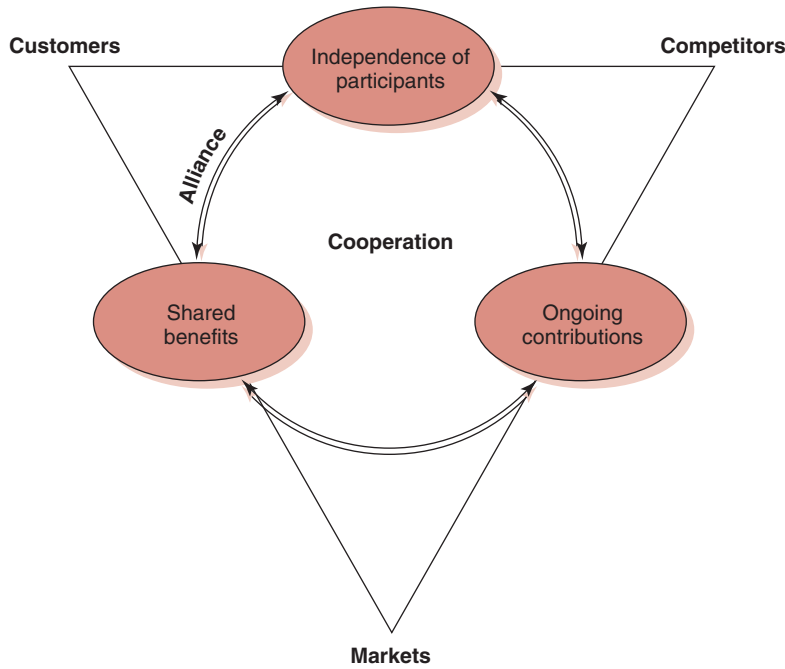 Customers
Independence of
participants
Competitors
Alliance
Cooperation
Shared
benefits
Ongoing
contributions
Markets